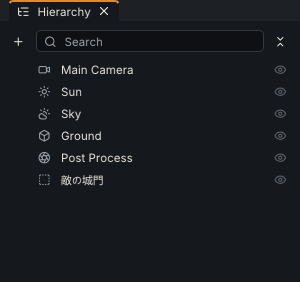 Hierarchy
Search
Main Camera
Sun
Sky
Ground
Post Process
敵の城門